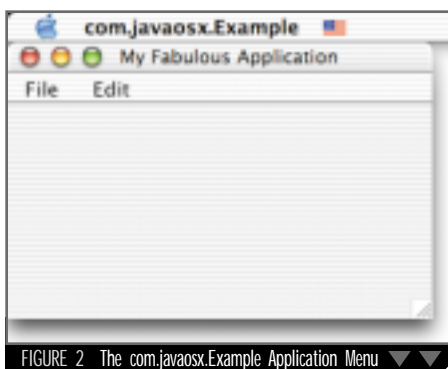 com.javaosx.Example
My Fabulous Application
File Edit
FIGURE 2 The com.javaosx.Example Application Menu